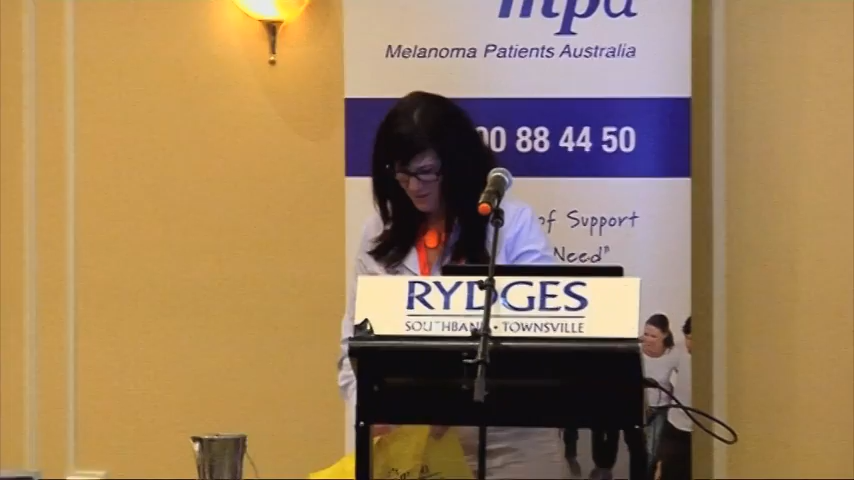 mpa
Melanoma Patients Australia
00 88 44 50
of Support
Need"
RYDGES
SOUTHBANK • TOWNSVILLE